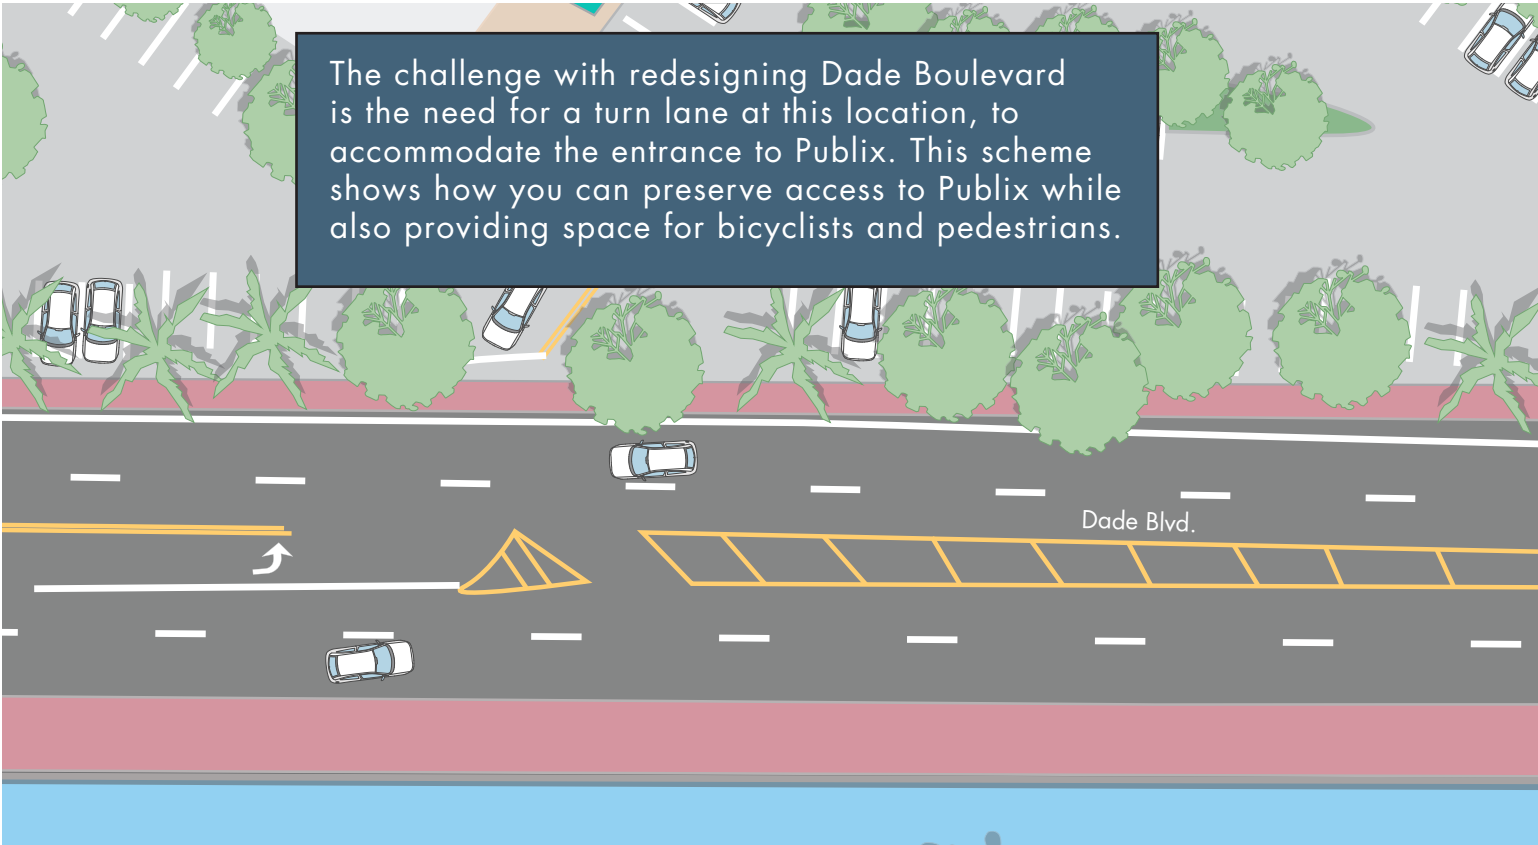 The challenge with redesigning Dade Boulevard
is the need for a turn lane at this location, to
accommodate the entrance to Publix. This scheme
shows how you can preserve access to Publix while
also providing space for bicyclists and pedestrians.
Dade Blvd.